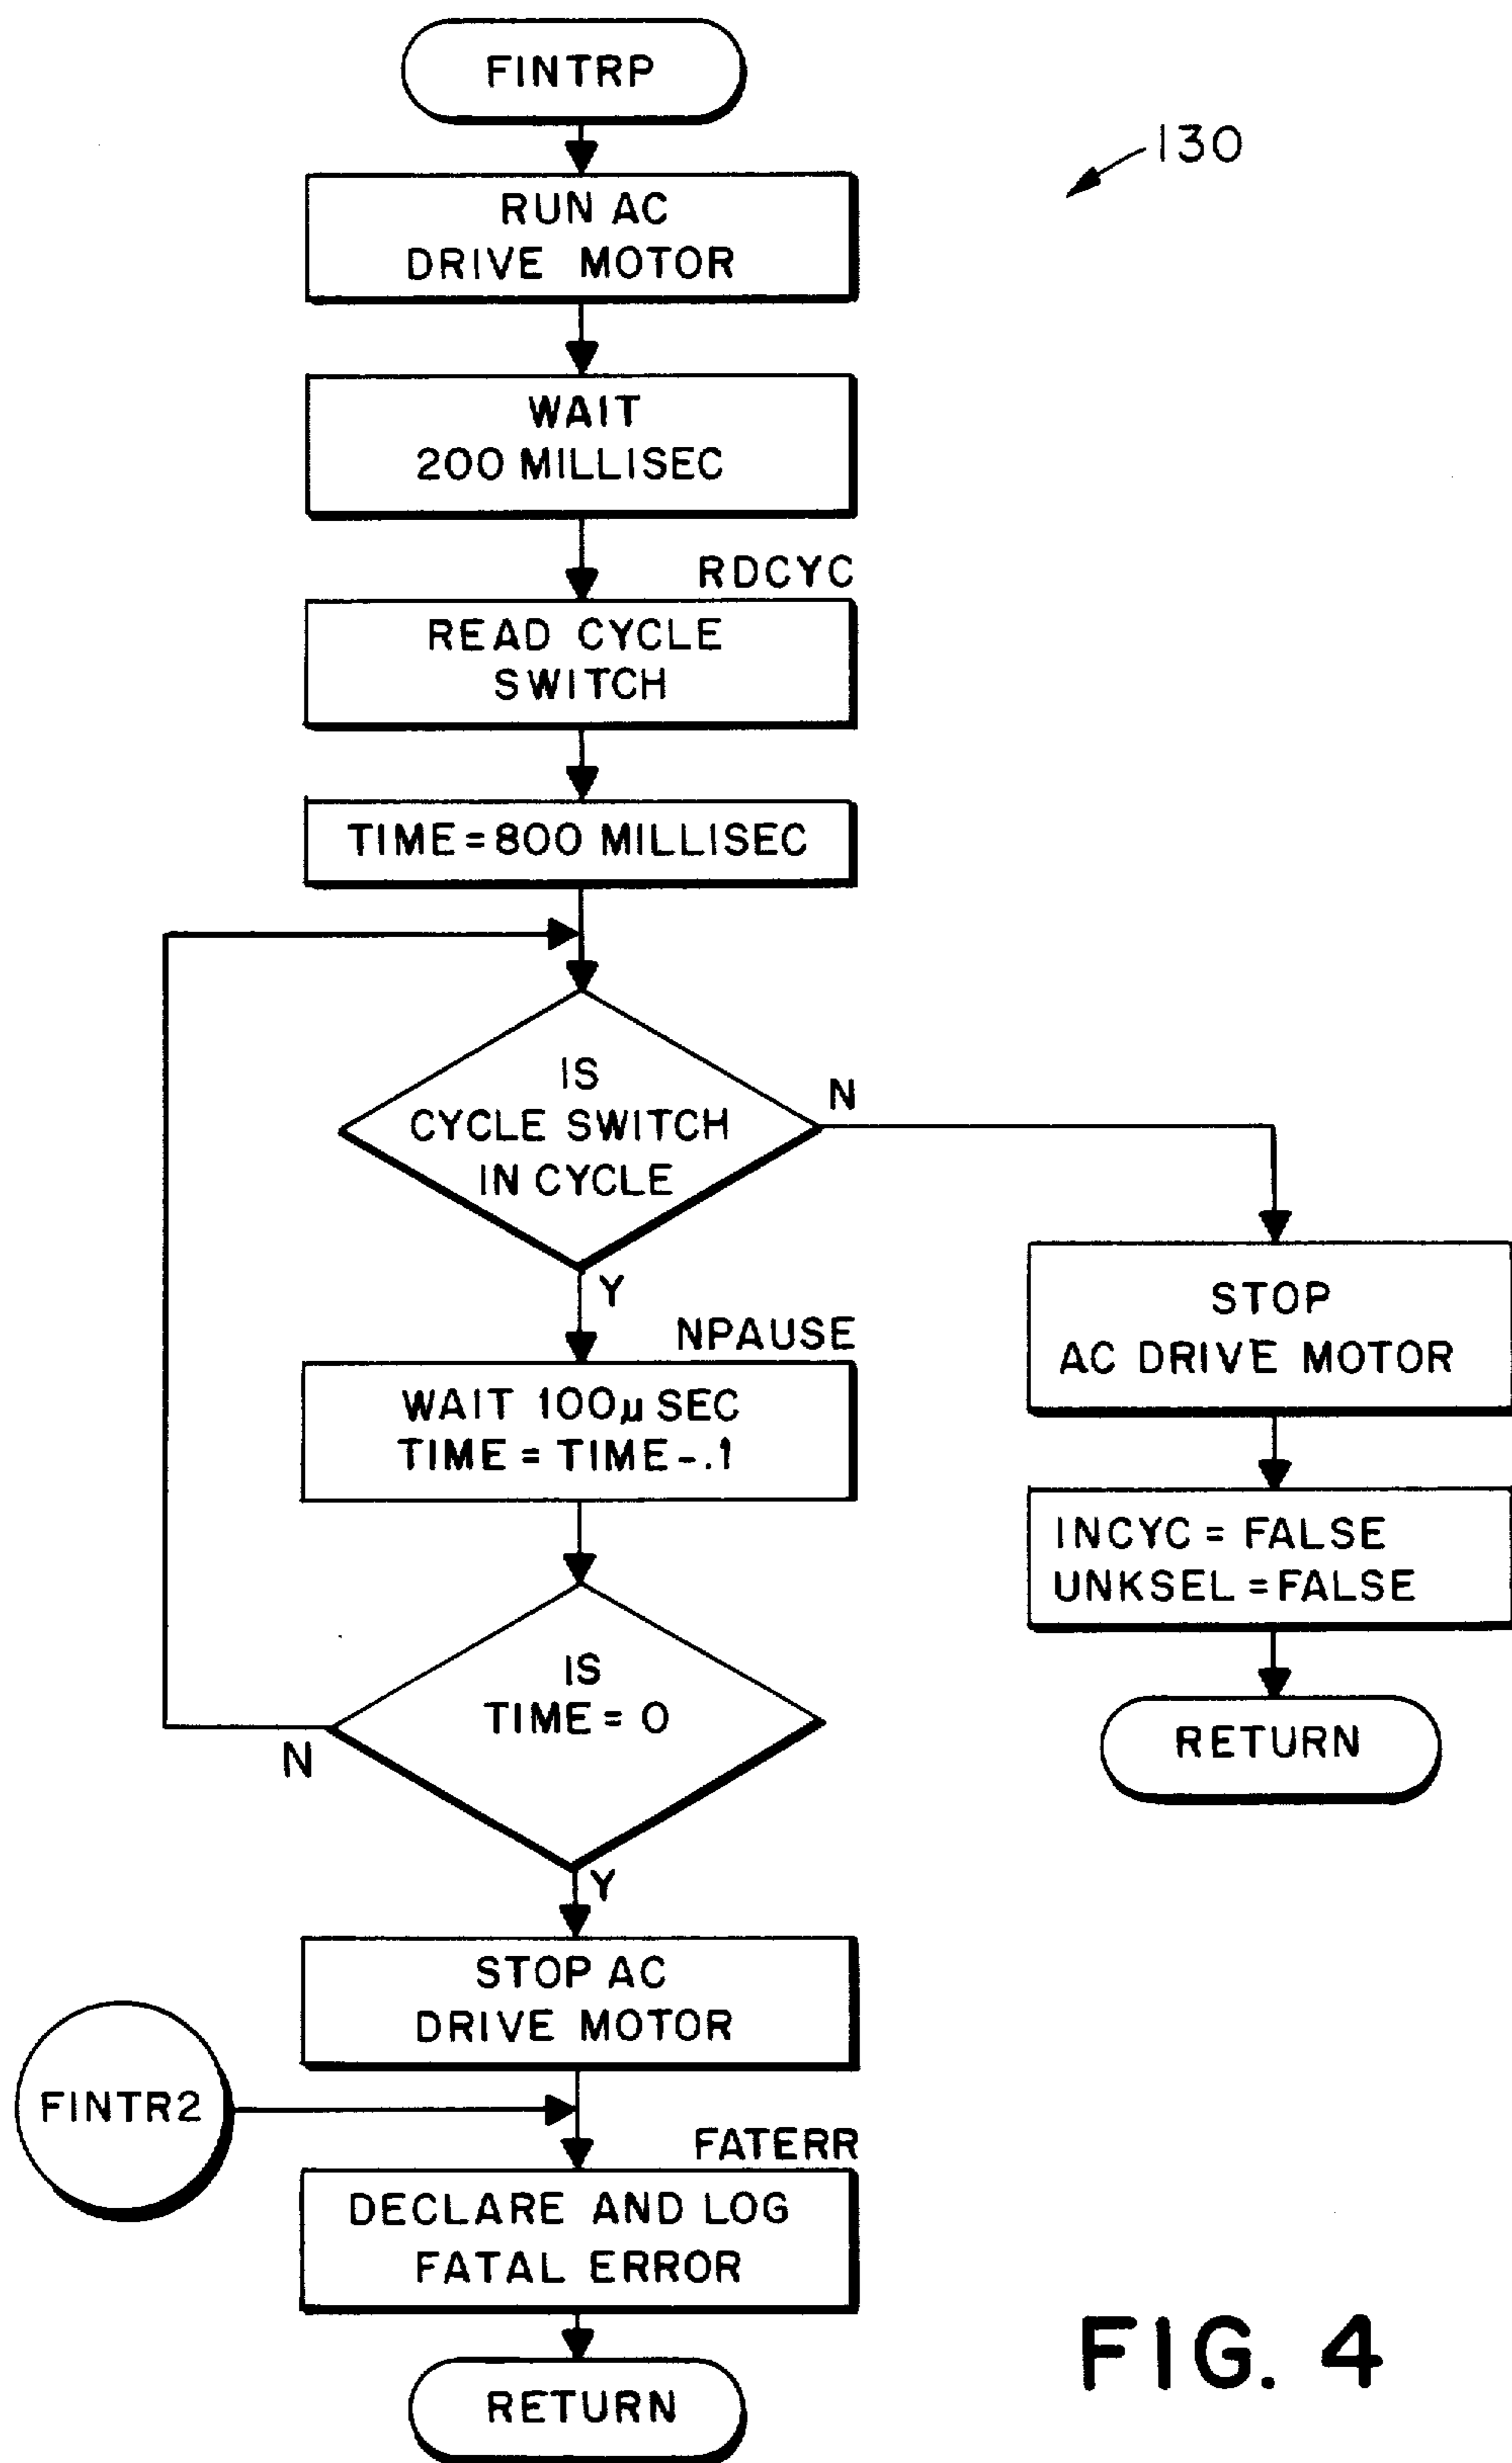 FINTRP
130
RUN AC
DRIVE MOTOR
WAIT
200 MILLISEC
RDCYC
READ CYCLE
SWITCH
TIME = 800 MILLISEC
IS
CYCLE SWITCH
IN CYCLE
N
Y
NPAUSE
WAIT 100µ SEC
TIME = TIME -.1
STOP
AC DRIVE MOTOR
INCYC = FALSE
UNKSEL = FALSE
RETURN
IS
TIME = 0
N
Y
STOP AC
DRIVE MOTOR
FINTR2
FATERR
DECLARE AND LOG
FATAL ERROR
RETURN
FIG. 4